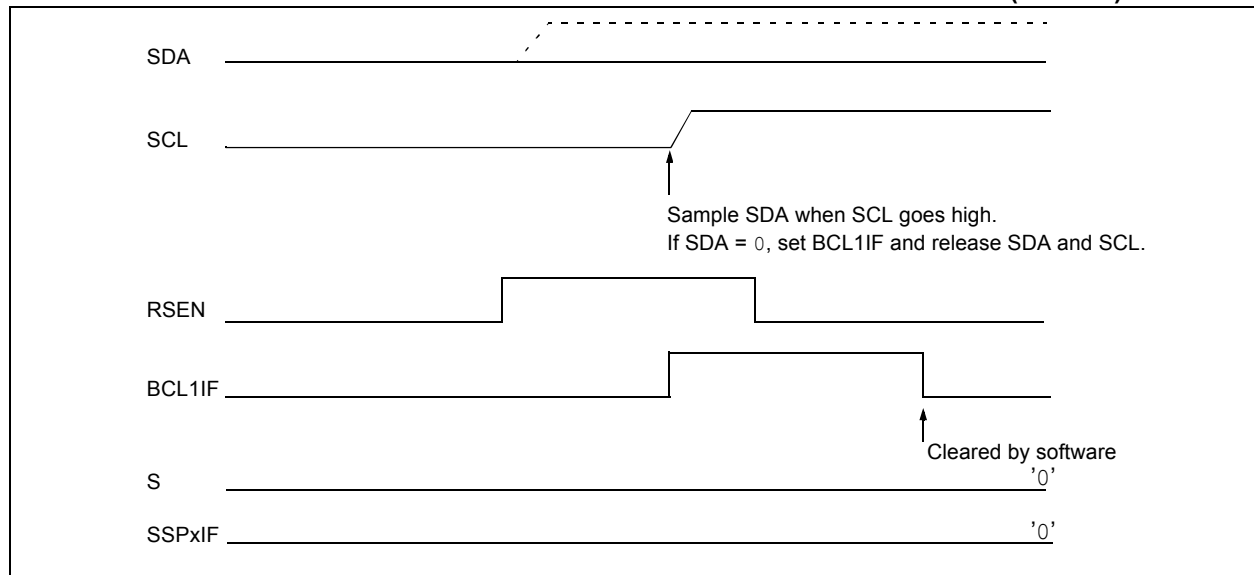 SDA
SCL
Sample SDA when SCL goes high.
If SDA = 0, set BCL1IF and release SDA and SCL.
RSEN
BCL1IF
Cleared by software
S
'0'
SSPxIF
'0'